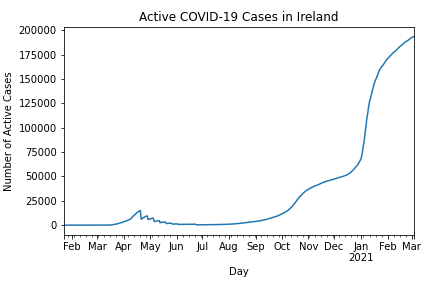 Active COVID-19 Cases in Ireland
Number of Active Cases
200000
175000
150000
125000
100000
75000
50000
25000
0
Feb Mar Apr May Jun Jul Aug Sep Oct Nov Dec Jan Feb Mar
2021
Day